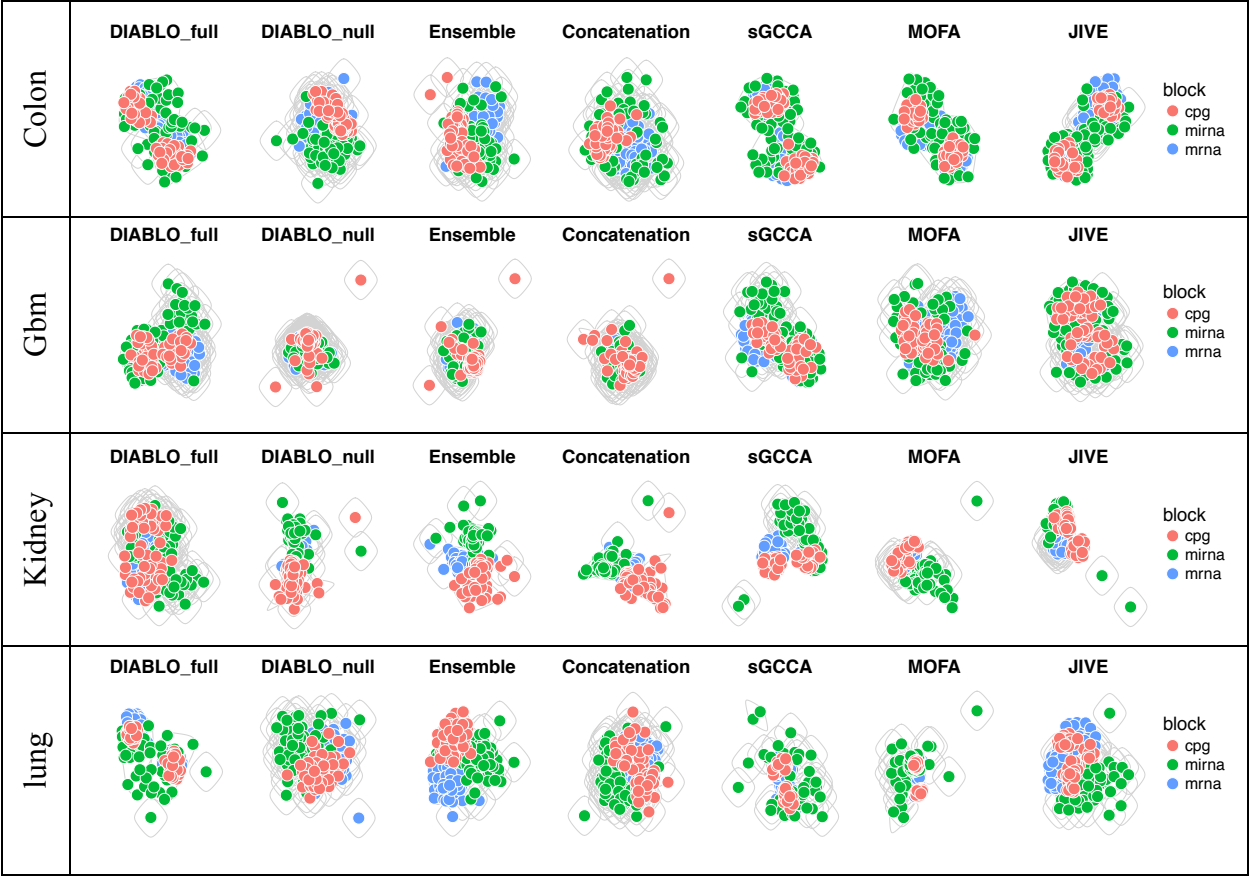 Colon
DIABLO_full DIABLO_null Ensemble Concatenation sGCCA MOFA JIVE
block
cpg
mirna
mrna
Gbm
DIABLO_full DIABLO_null Ensemble Concatenation sGCCA MOFA JIVE
block
cpg
mirna
mrna
Kidney
DIABLO_full DIABLO_null Ensemble Concatenation sGCCA MOFA JIVE
block
cpg
mirna
mrna
lung
DIABLO_full DIABLO_null Ensemble Concatenation sGCCA MOFA JIVE
block
cpg
mirna
mrna